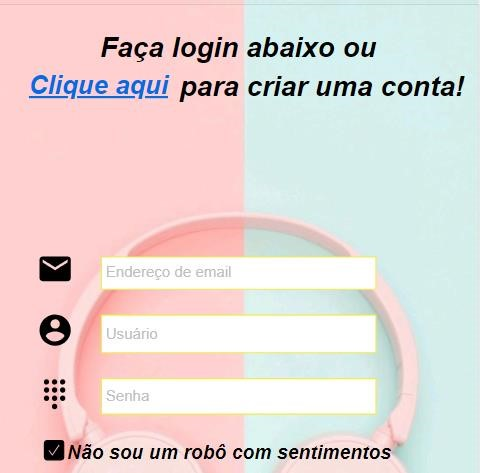 Faça login abaixo ou
Clique aqui para criar uma conta!
Endereço de email
Usuário
Senha
Não sou um robô com sentimentos